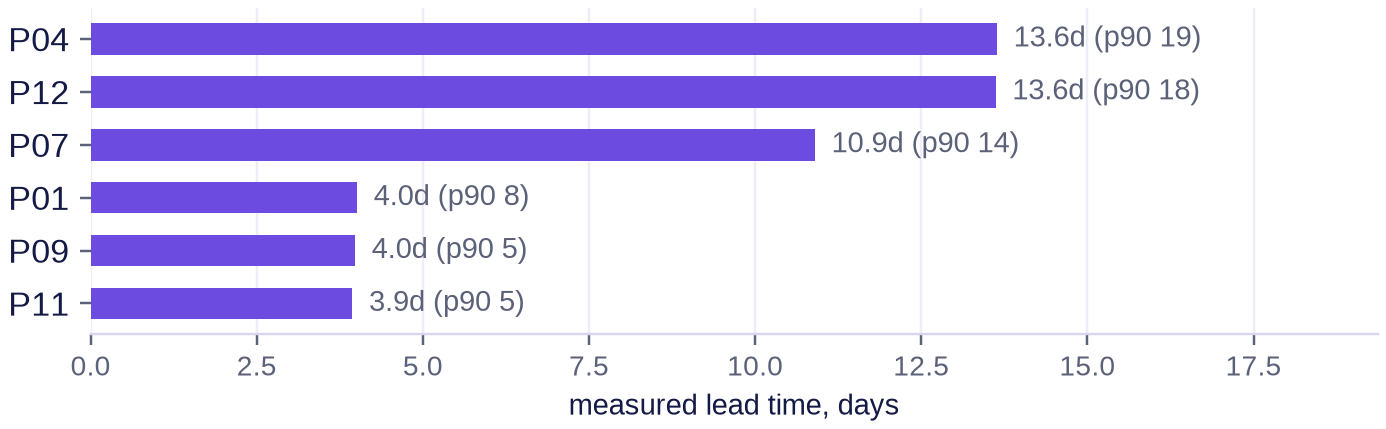 P04 13.6d (p90 19)
P12 13.6d (p90 18)
P07 10.9d (p90 14)
P01 4.0d (p90 8)
P09 4.0d (p90 5)
P11 3.9d (p90 5)
0.0 2.5 5.0 7.5 10.0 12.5 15.0 17.5
measured lead time, days